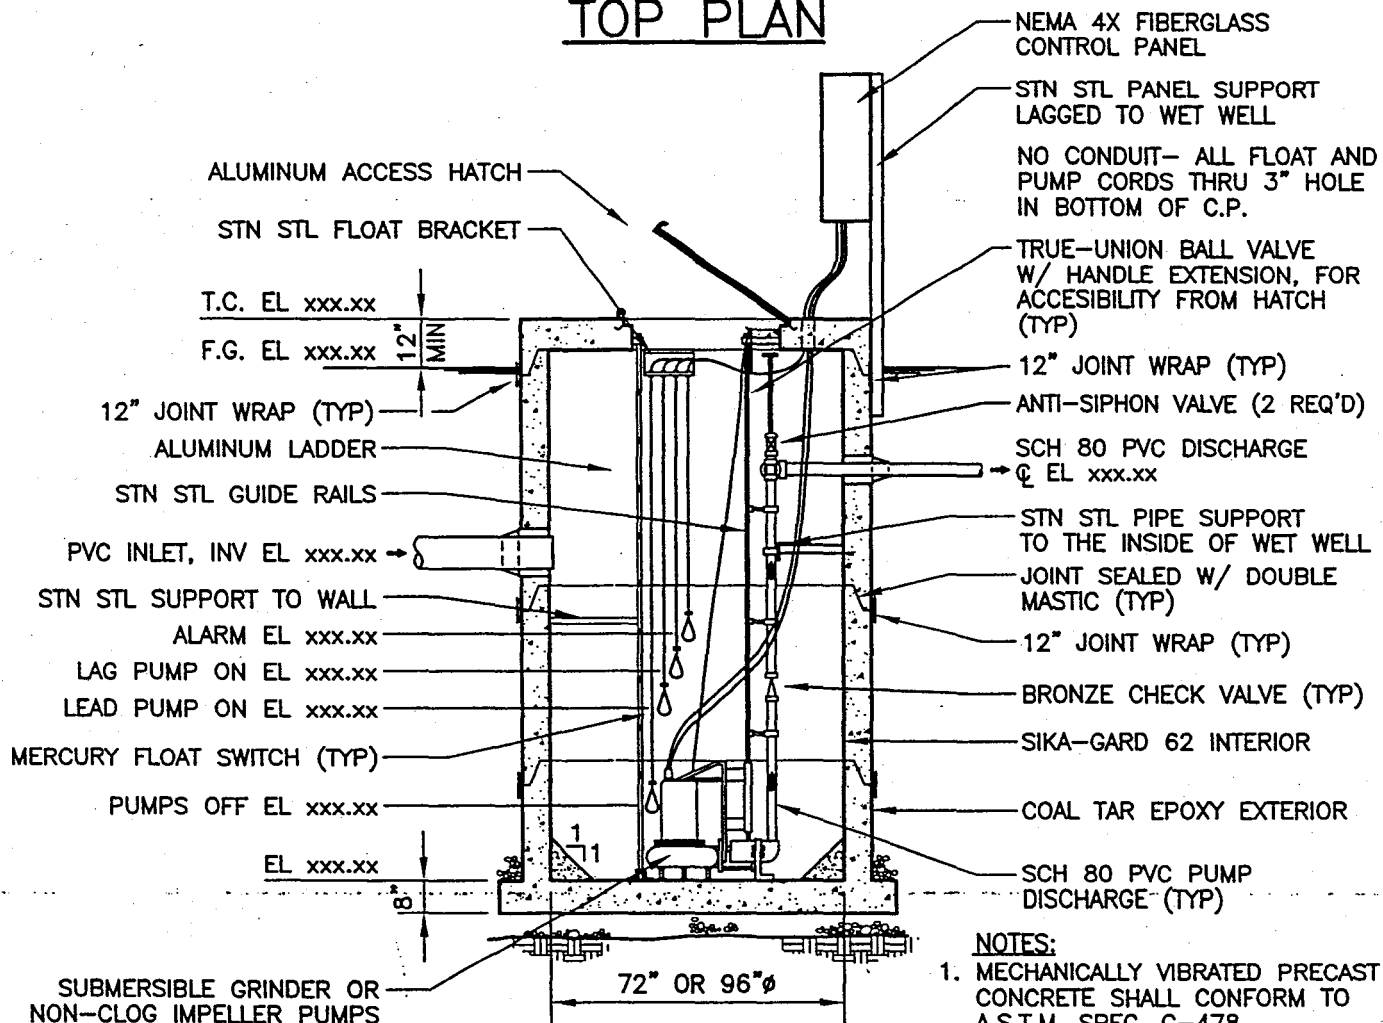 TOP PLAN
NEMA 4X FIBERGLASS
CONTROL PANEL
STN STL PANEL SUPPORT
LAGGED TO WET WELL
NO CONDUIT- ALL FLOAT AND
PUMP CORDS THRU 3" HOLE
IN BOTTOM OF C.P.
TRUE-UNION BALL VALVE
W/ HANDLE EXTENSION, FOR
ACCESIBILITY FROM HATCH
(TYP)
12" JOINT WRAP (TYP)
ANTI-SIPHON VALVE (2 REQ'D)
SCH 80 PVC DISCHARGE
℄ EL xxx.xx
STN STL PIPE SUPPORT
TO THE INSIDE OF WET WELL
JOINT SEALED W/ DOUBLE
MASTIC (TYP)
12" JOINT WRAP (TYP)
BRONZE CHECK VALVE (TYP)
SIKA-GARD 62 INTERIOR
COAL TAR EPOXY EXTERIOR
SCH 80 PVC PUMP
DISCHARGE (TYP)
ALUMINUM ACCESS HATCH
STN STL FLOAT BRACKET
T.C. EL xxx.xx
F.G. EL xxx.xx
12"
MIN
12" JOINT WRAP (TYP)
ALUMINUM LADDER
STN STL GUIDE RAILS
PVC INLET, INV EL xxx.xx
STN STL SUPPORT TO WALL
ALARM EL xxx.xx
LAG PUMP ON EL xxx.xx
LEAD PUMP ON EL xxx.xx
MERCURY FLOAT SWITCH (TYP)
PUMPS OFF EL xxx.xx
1
1
EL xxx.xx
8"
SUBMERSIBLE GRINDER OR
NON-CLOG IMPELLER PUMPS
72" OR 96"ø
NOTES:
1. MECHANICALLY VIBRATED PRECAST
CONCRETE SHALL CONFORM TO
A.S.T.M. SPEC. C-478